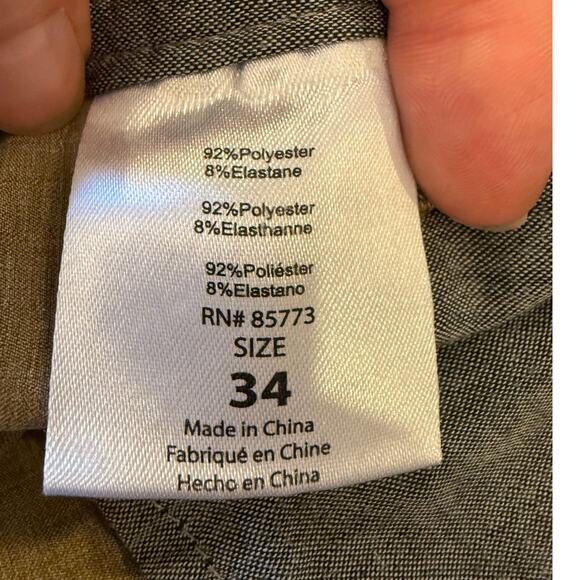 92%Polyester
8%Elastane
92%Polyester
8%Elasthanne
92%Poliéster
8%Elastano
RN# 85773
SIZE
34
Made in China
Fabriqué en Chine
Hecho en China